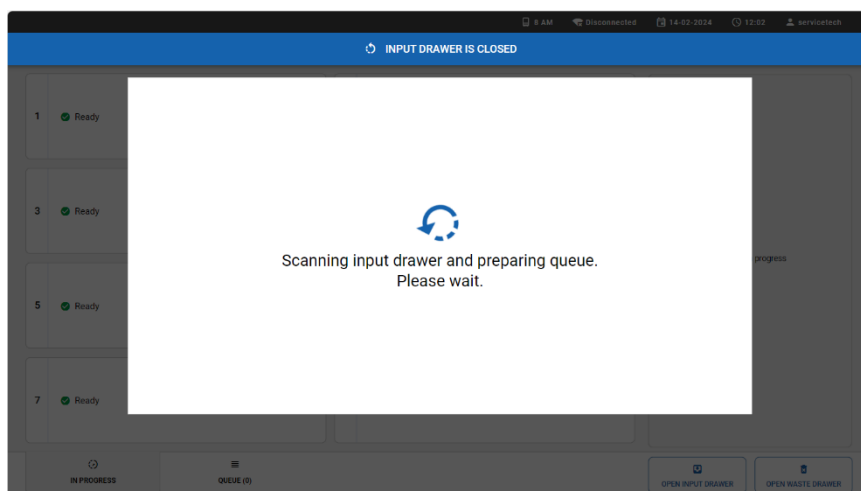 8 AM Disconnected 14-02-2024 12:02 servicetech
INPUT DRAWER IS CLOSED
1 Ready
3 Ready
Scanning input drawer and preparing queue.
Please wait.
progress
5 Ready
7 Ready
IN PROGRESS
QUEUE (0)
OPEN INPUT DRAWER
OPEN WASTE DRAWER